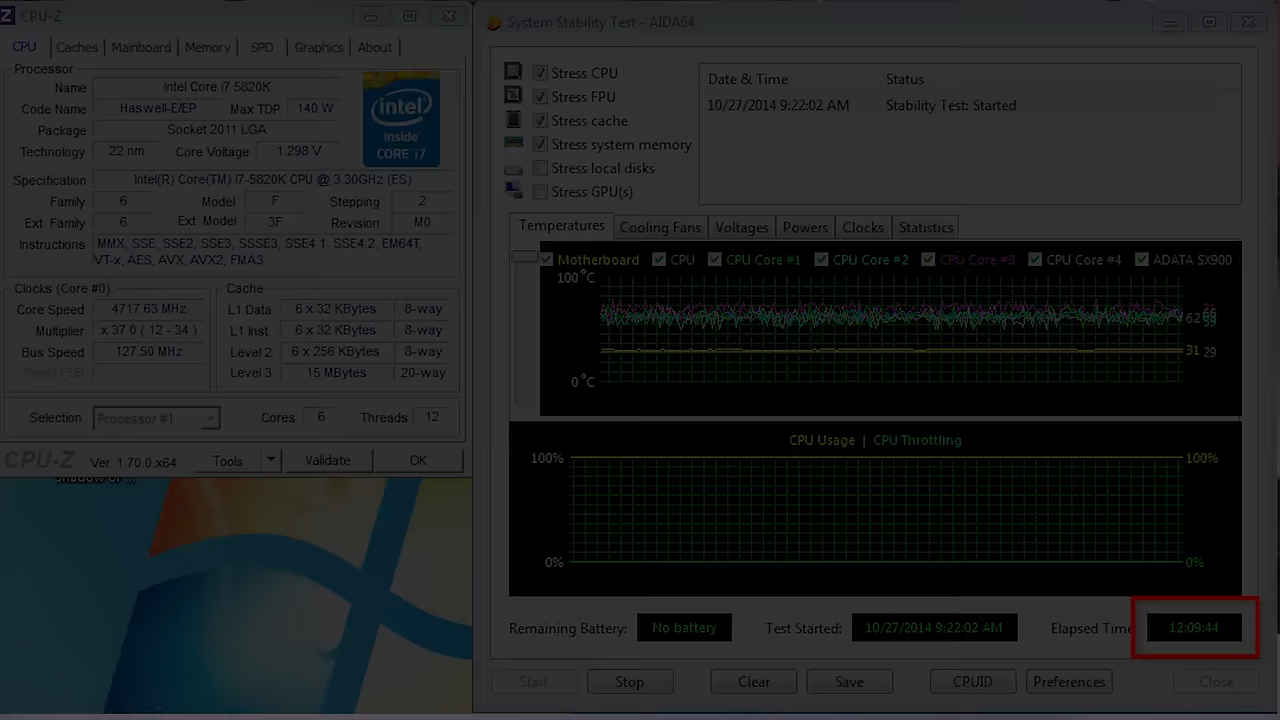 CPU-Z
CPU | Caches | Mainboard | Memory | SPD | Graphics | About
Processor
Name Intel Core i7 5820K
Code Name Haswell-E/EP Max TDP 140 W
Package Socket 2011 LGA
Technology 22 nm Core Voltage 1.298 V
intel inside CORE i7
Specification Intel(R) Core(TM) i7-5820K CPU @ 3.30GHz (ES)
Family 6 Model F Stepping 2
Ext. Family 6 Ext. Model 3F Revision M0
Instructions MMX, SSE, SSE2, SSE3, SSSE3, SSE4.1, SSE4.2, EM64T,
VT-x, AES, AVX, AVX2, FMA3
Clocks (Core #0)
Core Speed 4717.63 MHz
Multiplier x 37.0 ( 12 - 34 )
Bus Speed 127.50 MHz
Rated FSB
Cache
L1 Data 6 x 32 KBytes 8-way
L1 Inst. 6 x 32 KBytes 8-way
Level 2 6 x 256 KBytes 8-way
Level 3 15 MBytes 20-way
Selection Processor #1 Cores 6 Threads 12
CPU-Z Ver. 1.70.0.x64 Tools Validate OK
System Stability Test - AIDA64
Stress CPU
Stress FPU
Stress cache
Stress system memory
Stress local disks
Stress GPU(s)
Date & Time Status
10/27/2014 9:22:02 AM Stability Test: Started
Temperatures Cooling Fans Voltages Powers Clocks Statistics
Motherboard CPU CPU Core #1 CPU Core #2 CPU Core #3 CPU Core #4 ADATA SX900
100°C
62
31 29
0°C
CPU Usage | CPU Throttling
100% 100%
0% 0%
Remaining Battery: No battery Test Started: 10/27/2014 9:22:02 AM Elapsed Time 12:09:44
Start Stop Clear Save CPUID Preferences Close